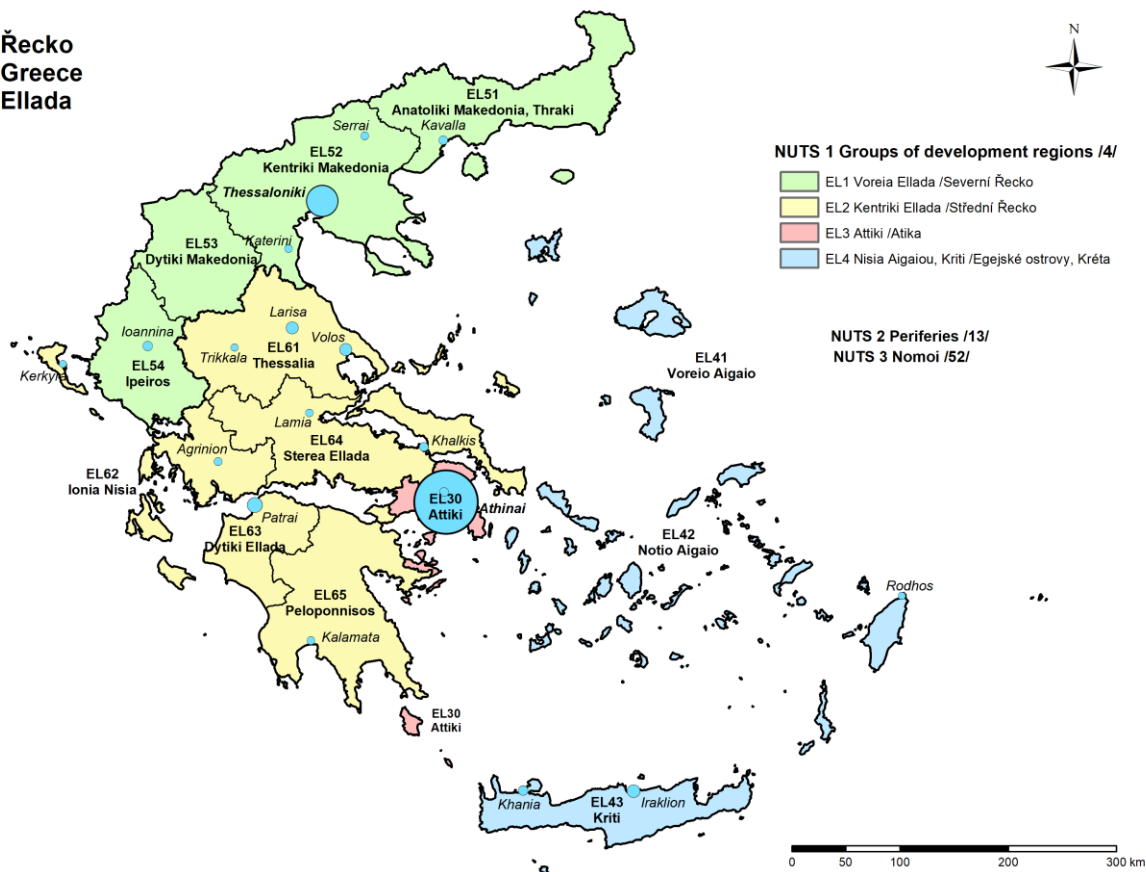 Řecko
Greece
Ellada
N
EL51
Anatoliki Makedonia, Thraki
Serrai
Kavalla
EL52
Kentriki Makedonia
Thessaloniki
Katerini
EL53
Dytiki Makedonia
NUTS 1 Groups of development regions /4/
EL1 Voreia Ellada /Severní Řecko
EL2 Kentriki Ellada /Střední Řecko
EL3 Attiki /Atika
EL4 Nisia Aigaiou, Kriti /Egejské ostrovy, Kréta
NUTS 2 Periferies /13/
NUTS 3 Nomoi /52/
Ioannina
EL54
Ipeiros
Kerkyra
Larisa
Volos
Trikkala
EL61
Thessalia
EL41
Voreio Aigaio
Lamia
EL64
Sterea Ellada
Khalkis
Agrinion
EL62
Ionia Nisia
EL30
Attiki
Athinai
Patrai
EL63
Dytiki Ellada
EL42
Notio Aigaio
Rodhos
EL65
Peloponnisos
Kalamata
EL30
Attiki
Khania
EL43
Kriti
Iraklion
0 50 100 200 300 km